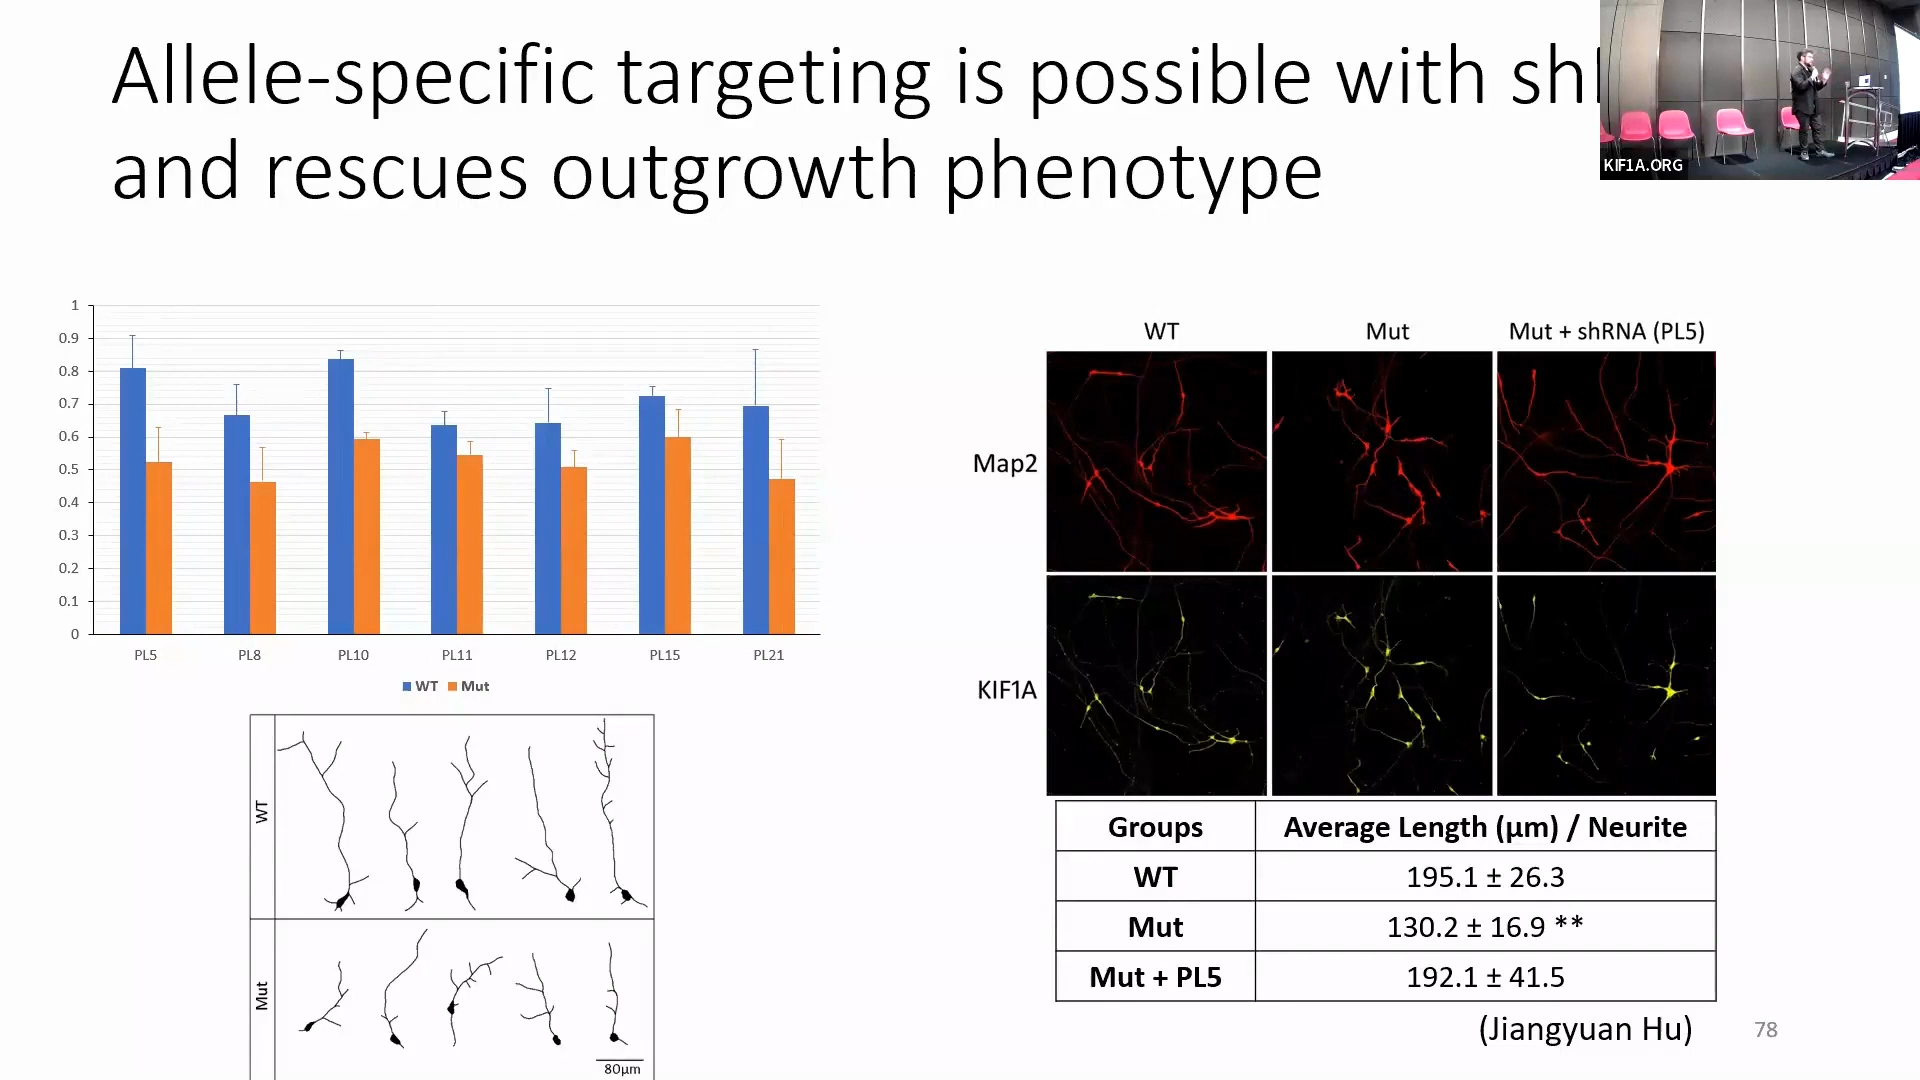 Allele-specific targeting is possible with
and rescues outgrowth phenotype
KIF1A.ORG
1
0.9
0.8
0.7
0.6
0.5
0.4
0.3
0.2
0.1
0
PL5 PL8 PL10 PL11 PL12 PL15 PL21
WT Mut
WT
Mut
80µm
WT Mut Mut + shRNA (PL5)
Map2
KIF1A
Groups Average Length (µm) / Neurite
WT 195.1 ± 26.3
Mut 130.2 ± 16.9 **
Mut + PL5 192.1 ± 41.5
(Jiangyuan Hu)
78